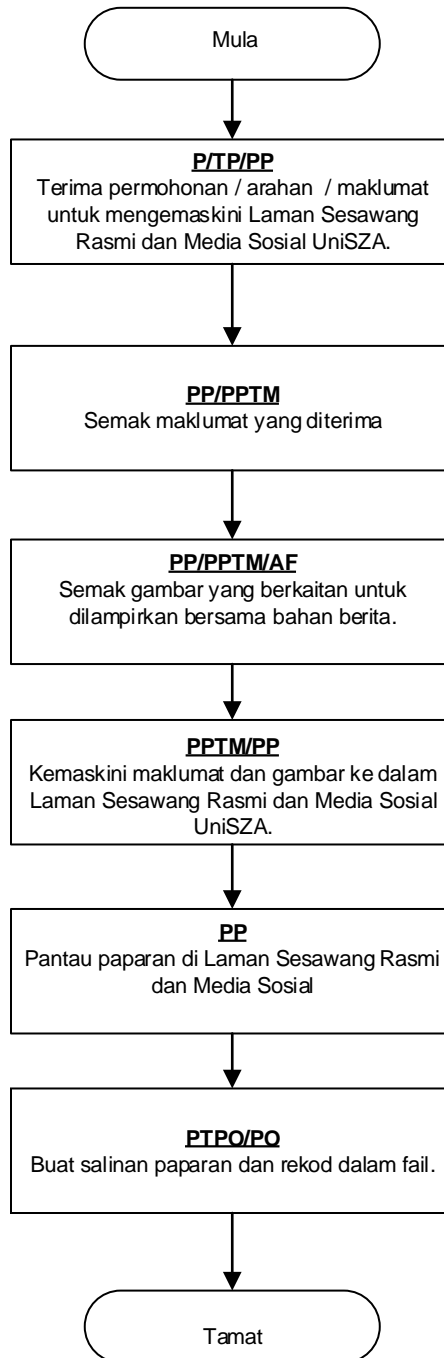 Mula
P/TP/PP
Terima permohonan / arahan / maklumat
untuk mengemaskini Laman Sesawang
Rasmi dan Media Sosial UniSZA.
PP/PPTM
Semak maklumat yang diterima
PP/PPTM/AF
Semak gambar yang berkaitan untuk
dilampirkan bersama bahan berita.
PPTM/PP
Kemaskini maklumat dan gambar ke dalam
Laman Sesawang Rasmi dan Media Sosial
UniSZA.
PP
Pantau paparan di Laman Sesawang Rasmi
dan Media Sosial
PTPO/PO
Buat salinan paparan dan rekod dalam fail.
Tamat